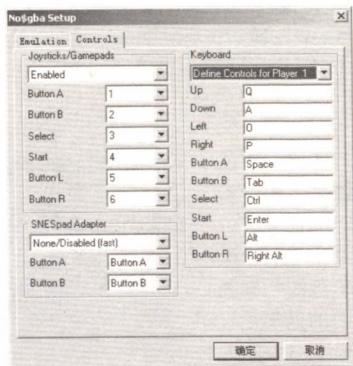 No$gba Setup
Emulation Controls
Joysticks/Gamepads
Enabled
Button A 1
Button B 2
Select 3
Start 4
Button L 5
Button R 6
SNESpad Adapter
None/Disabled (fast)
Button A Button A
Button B Button B
Keyboard
Define Controls for Player 1
Up Q
Down A
Left O
Right P
Button A Space
Button B Tab
Select Ctrl
Start Enter
Button L Alt
Button R Right Alt
确定 取消